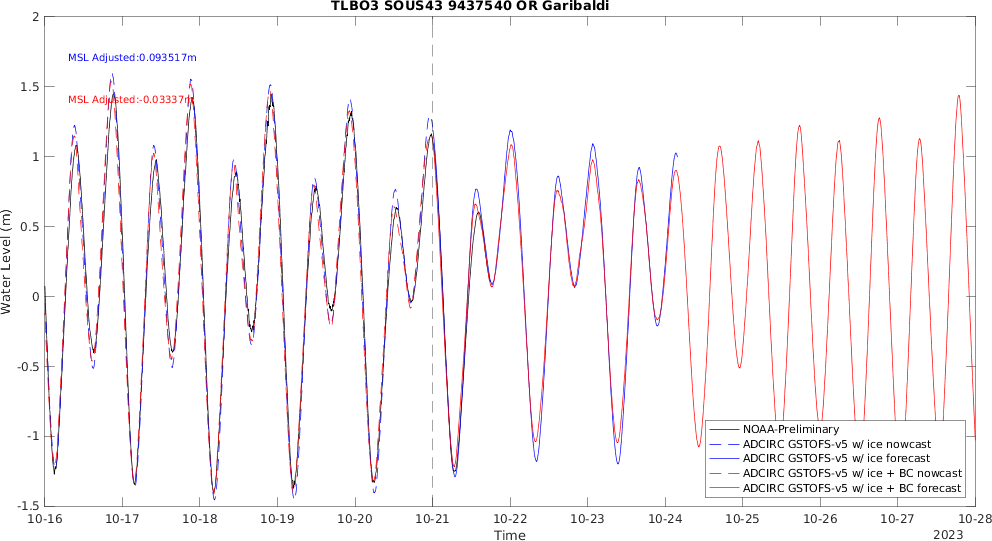 TLBO3 SOUS43 9437540 OR Garibaldi
MSL Adjusted:0.093517m
MSL Adjusted:-0.03337m
Water Level (m)
2
1.5
1
0.5
0
-0.5
-1
-1.5
10-16
10-17
10-18
10-19
10-20
10-21
10-22
10-23
10-24
10-25
10-26
10-27
10-28
Time
2023
NOAA-Preliminary
ADCIRC GSTOFS-v5 w/ ice nowcast
ADCIRC GSTOFS-v5 w/ ice forecast
ADCIRC GSTOFS-v5 w/ ice + BC nowcast
ADCIRC GSTOFS-v5 w/ ice + BC forecast